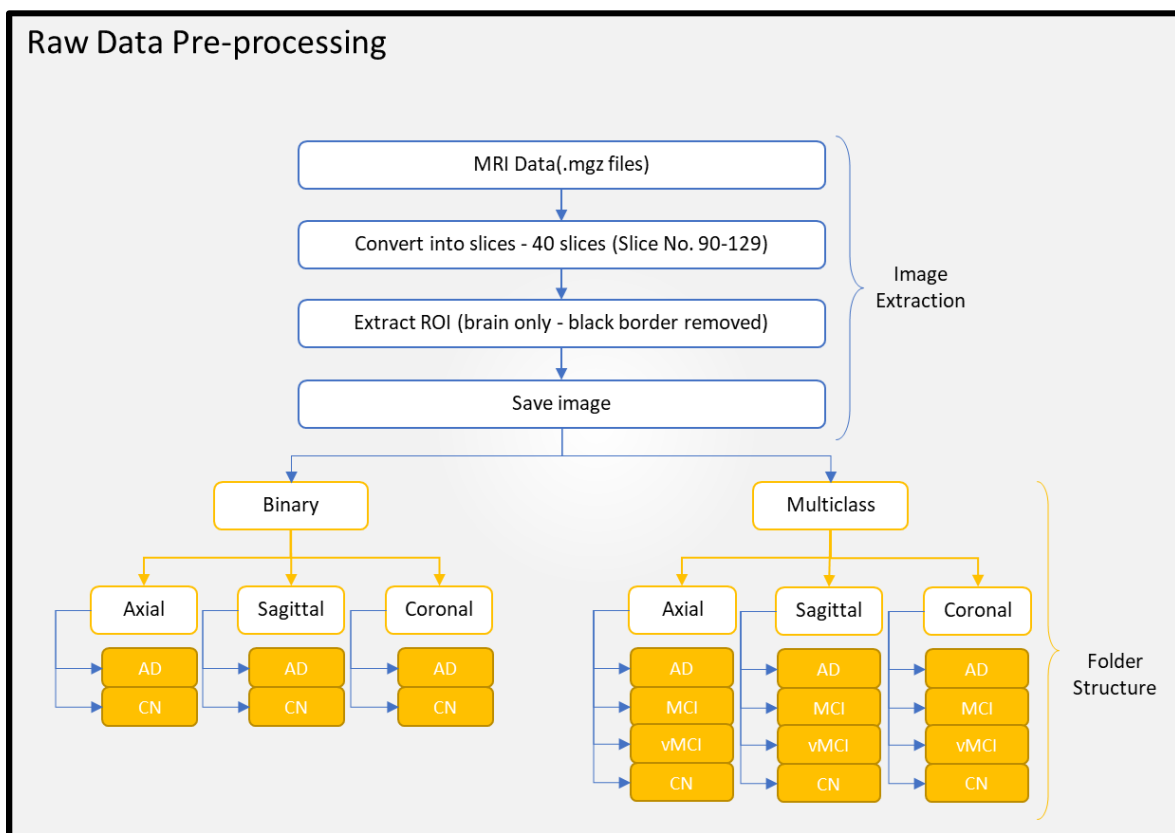 Raw Data Pre-processing
MRI Data(.mgz files)
Convert into slices - 40 slices (Slice No. 90-129)
Extract ROI (brain only - black border removed)
Save image
Image
Extraction
Binary
Multiclass
Axial
Sagittal
Coronal
Axial
Sagittal
Coronal
AD
AD
AD
AD
AD
AD
CN
CN
CN
MCI
MCI
MCI
vMCI
vMCI
vMCI
CN
CN
CN
Folder
Structure